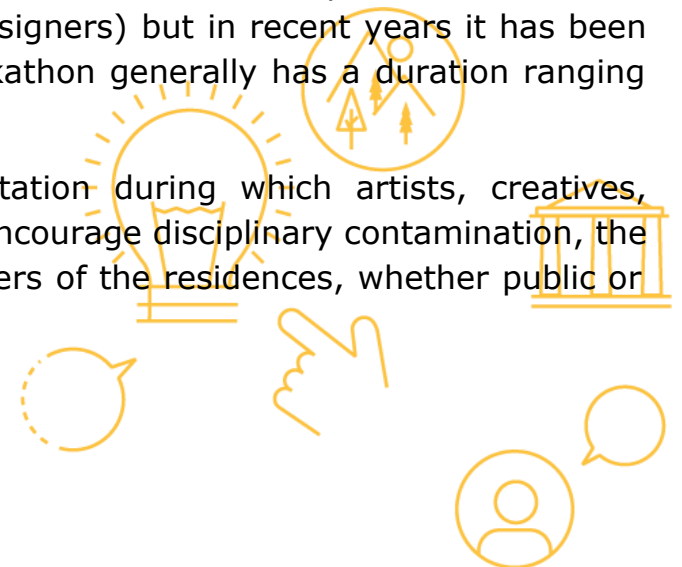 signers) but in recent years it has been
kathon generally has a duration ranging
tation during which artists, creatives,
ncourage disciplinary contamination, the
ers of the residences, whether public or